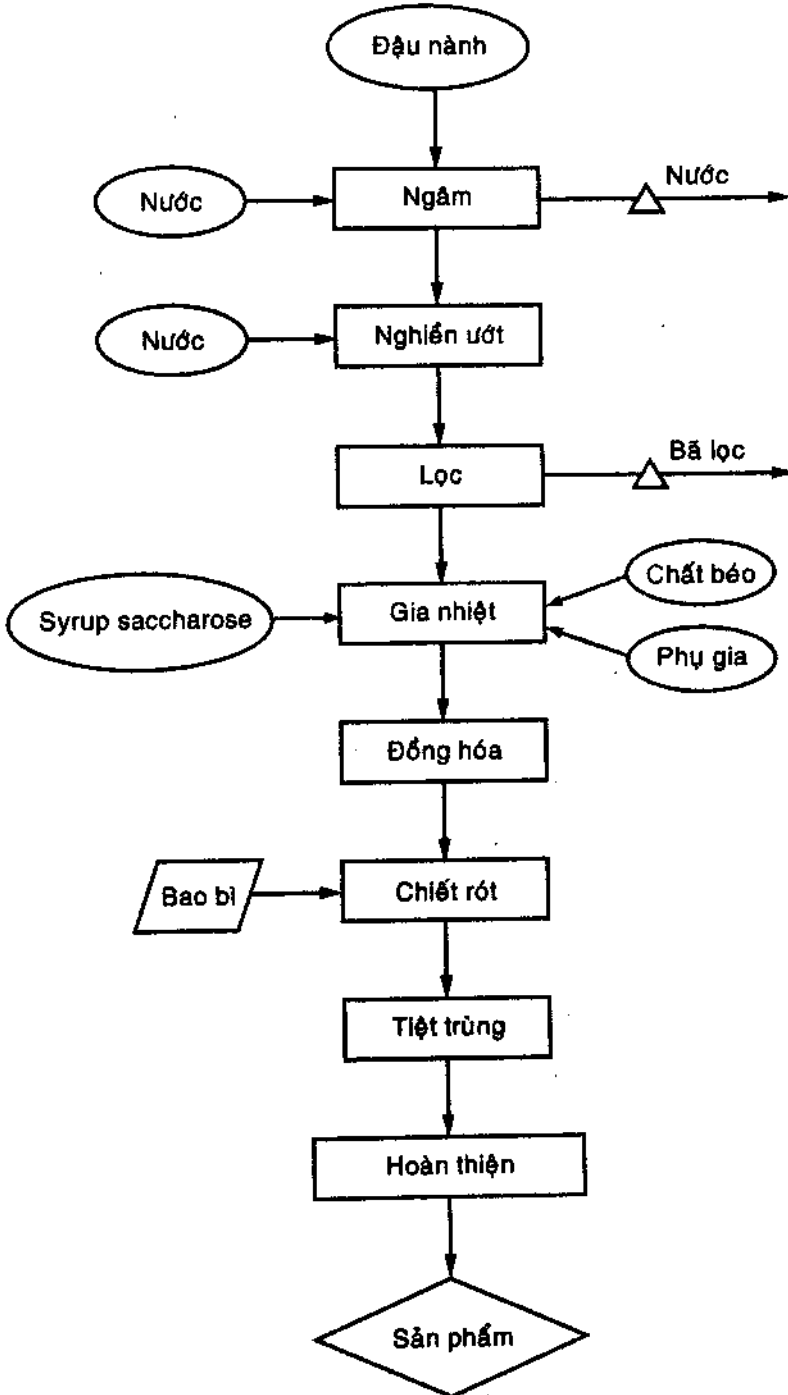 Đậu nành
Nước
Ngâm
Nước
Nước
Nghiền ướt
Lọc
Bã lọc
Syrup saccharose
Gia nhiệt
Chất béo
Phụ gia
Đồng hóa
Bao bì
Chiết rót
Tiệt trùng
Hoàn thiện
Sản phẩm